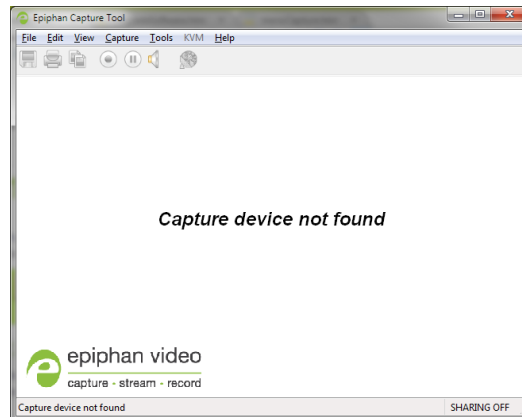 Epiphan Capture Tool
File Edit View Capture Tools KVM Help
Capture device not found
epiphan video
capture - stream - record
Capture device not found SHARING OFF